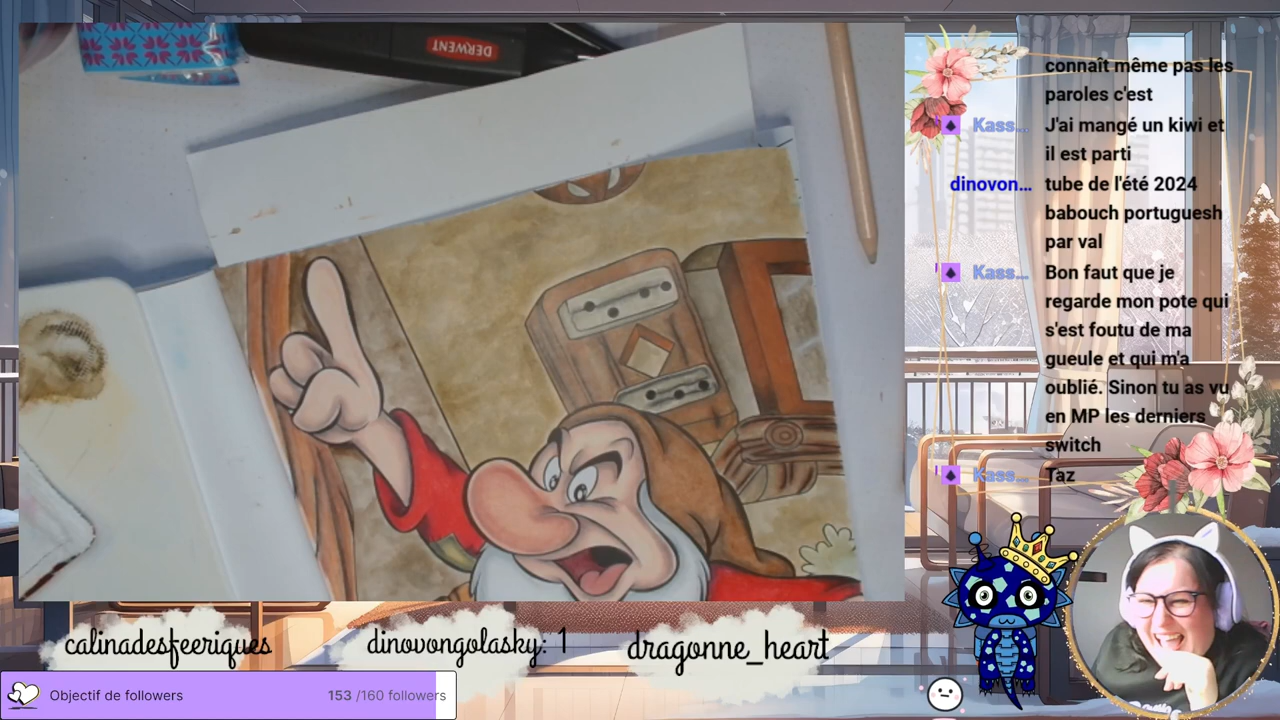 DERWENT
connaît même pas les
paroles c'est
Kass... J'ai mangé un kiwi et
il est parti
dinovon... tube de l'été 2024
babouch portuguesh
par val
Kass... Bon faut que je
regarde mon pote qui
s'est foutu de ma
gueule et qui m'a
oublié. Sinon tu as vu
en MP les derniers
switch
Kass... Taz
calinadesfeeriques
dinovongolasky: 1
dragonne_heart
Objectif de followers 153 /160 followers